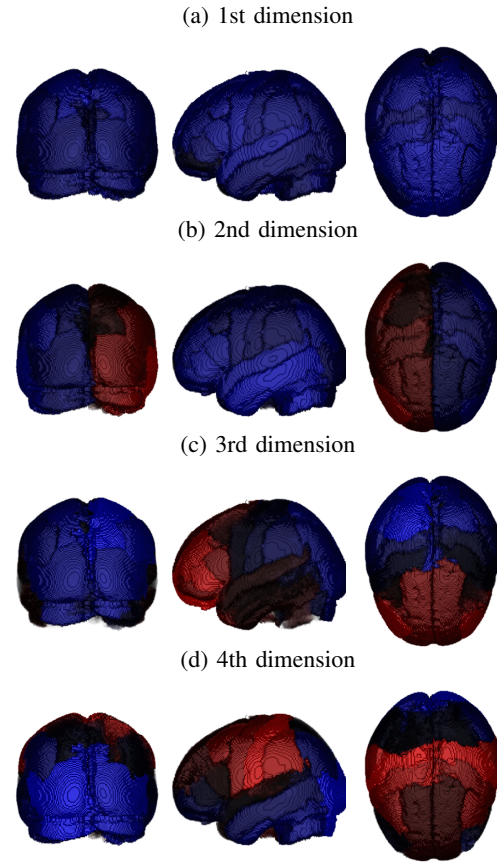 (a) 1st dimension
(b) 2nd dimension
(c) 3rd dimension
(d) 4th dimension